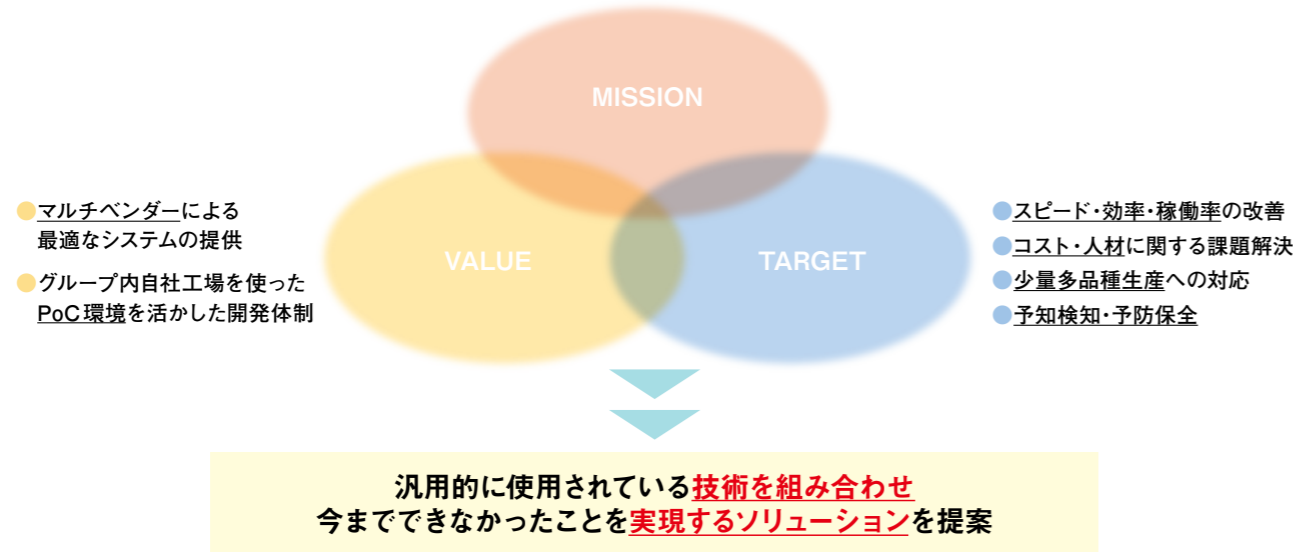 MISSION
VALUE
TARGET
●マルチベンダーによる
最適なシステムの提供
●グループ内自社工場を使った
PoC環境を活かした開発体制
●スピード・効率・稼働率の改善
●コスト・人材に関する課題解決
●少量多品種生産への対応
●予知検知・予防保全
汎用的に使用されている技術を組み合わせ
今までできなかったことを実現するソリューションを提案